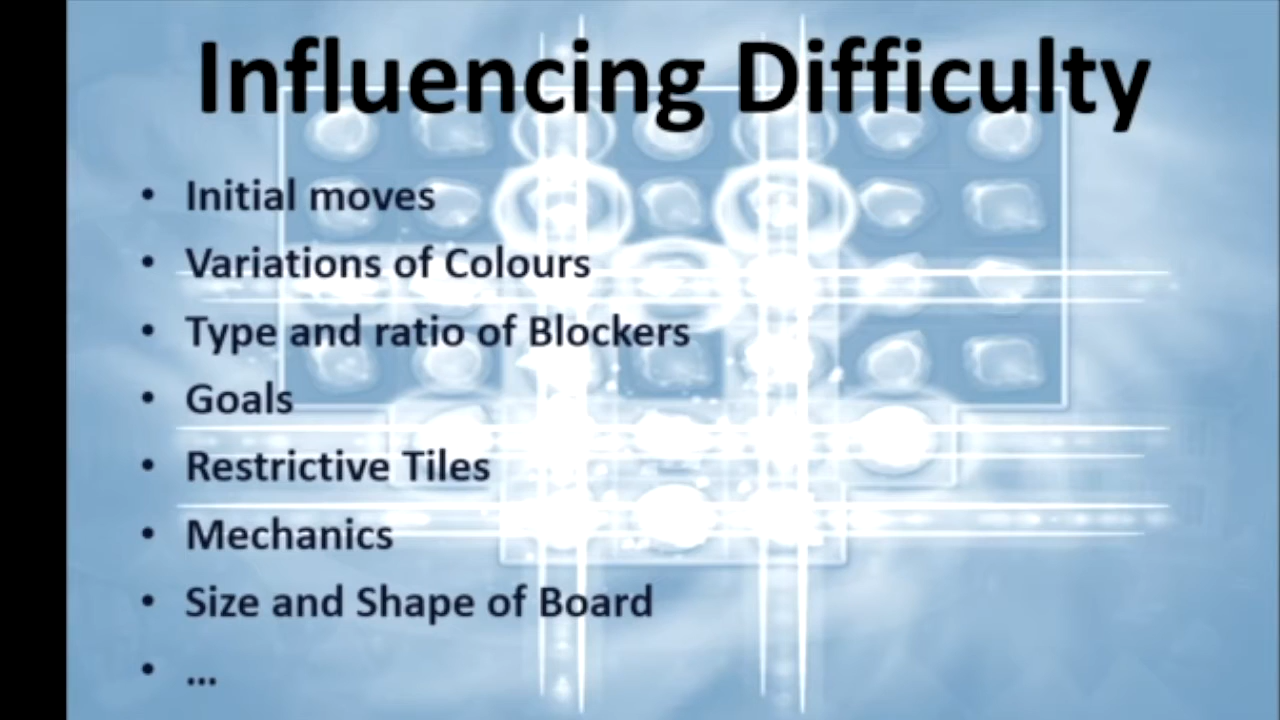 Influencing Difficulty
• Initial moves
• Variations of Colours
• Type and ratio of Blockers
• Goals
• Restrictive Tiles
• Mechanics
• Size and Shape of Board
• ...